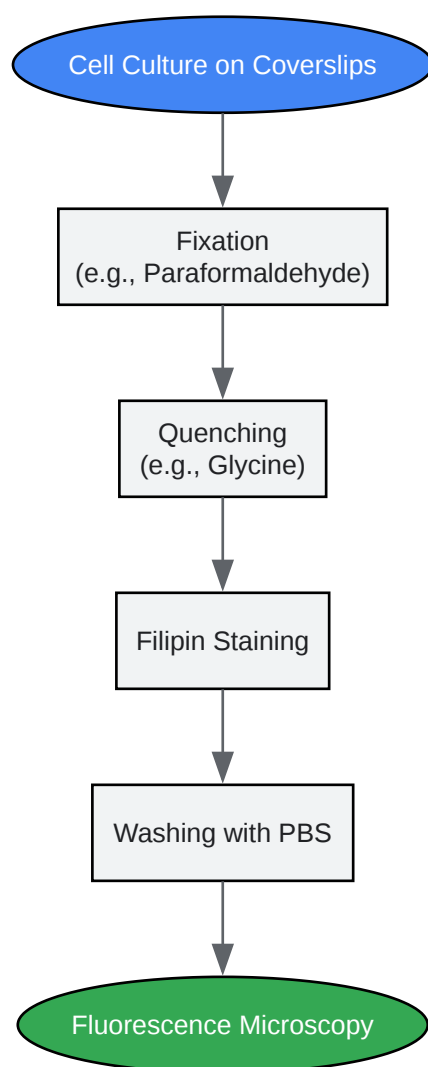 Cell Culture on Coverslips
Fixation
(e.g., Paraformaldehyde)
Quenching
(e.g., Glycine)
Filipin Staining
Washing with PBS
Fluorescence Microscopy